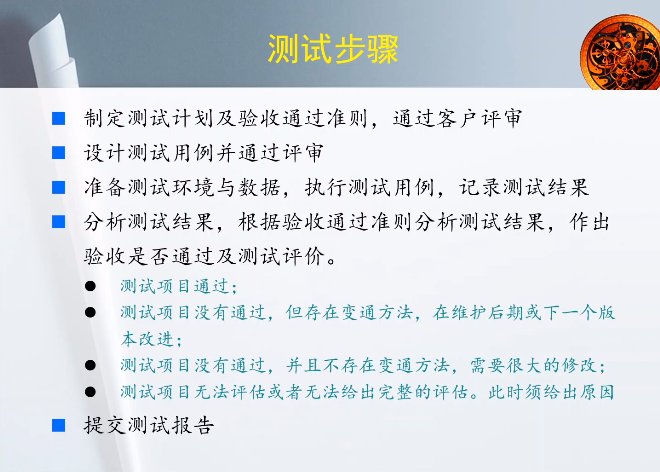 测试步骤
制定测试计划及验收通过准则，通过客户评审
设计测试用例并通过评审
准备测试环境与数据，执行测试用例，记录测试结果
分析测试结果，根据验收通过准则分析测试结果，作出
验收是否通过及测试评价。
测试项目通过；
测试项目没有通过，但存在变通方法，在维护后期或下一个版
本改进；
测试项目没有通过，并且不存在变通方法，需要很大的修改；
测试项目无法评估或者无法给出完整的评估。此时须给出原因
提交测试报告